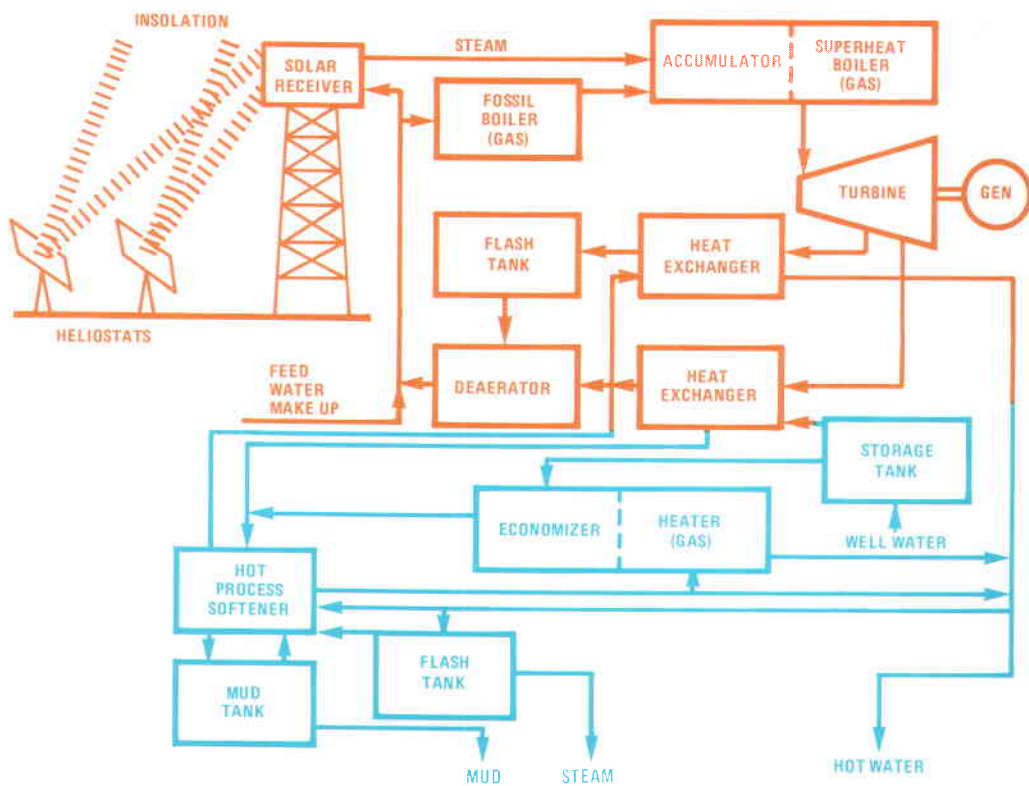 INSOLATION
STEAM
SOLAR
RECEIVER
ACCUMULATOR
SUPERHEAT
BOILER
(GAS)
FOSSIL
BOILER
(GAS)
TURBINE
GEN
FLASH
TANK
HEAT
EXCHANGER
HELIOSTATS
FEED
WATER
MAKE UP
DEAERATOR
HEAT
EXCHANGER
STORAGE
TANK
ECONOMIZER
HEATER
(GAS)
WELL WATER
HOT
PROCESS
SOFTENER
FLASH
TANK
MUD
TANK
MUD
STEAM
HOT WATER